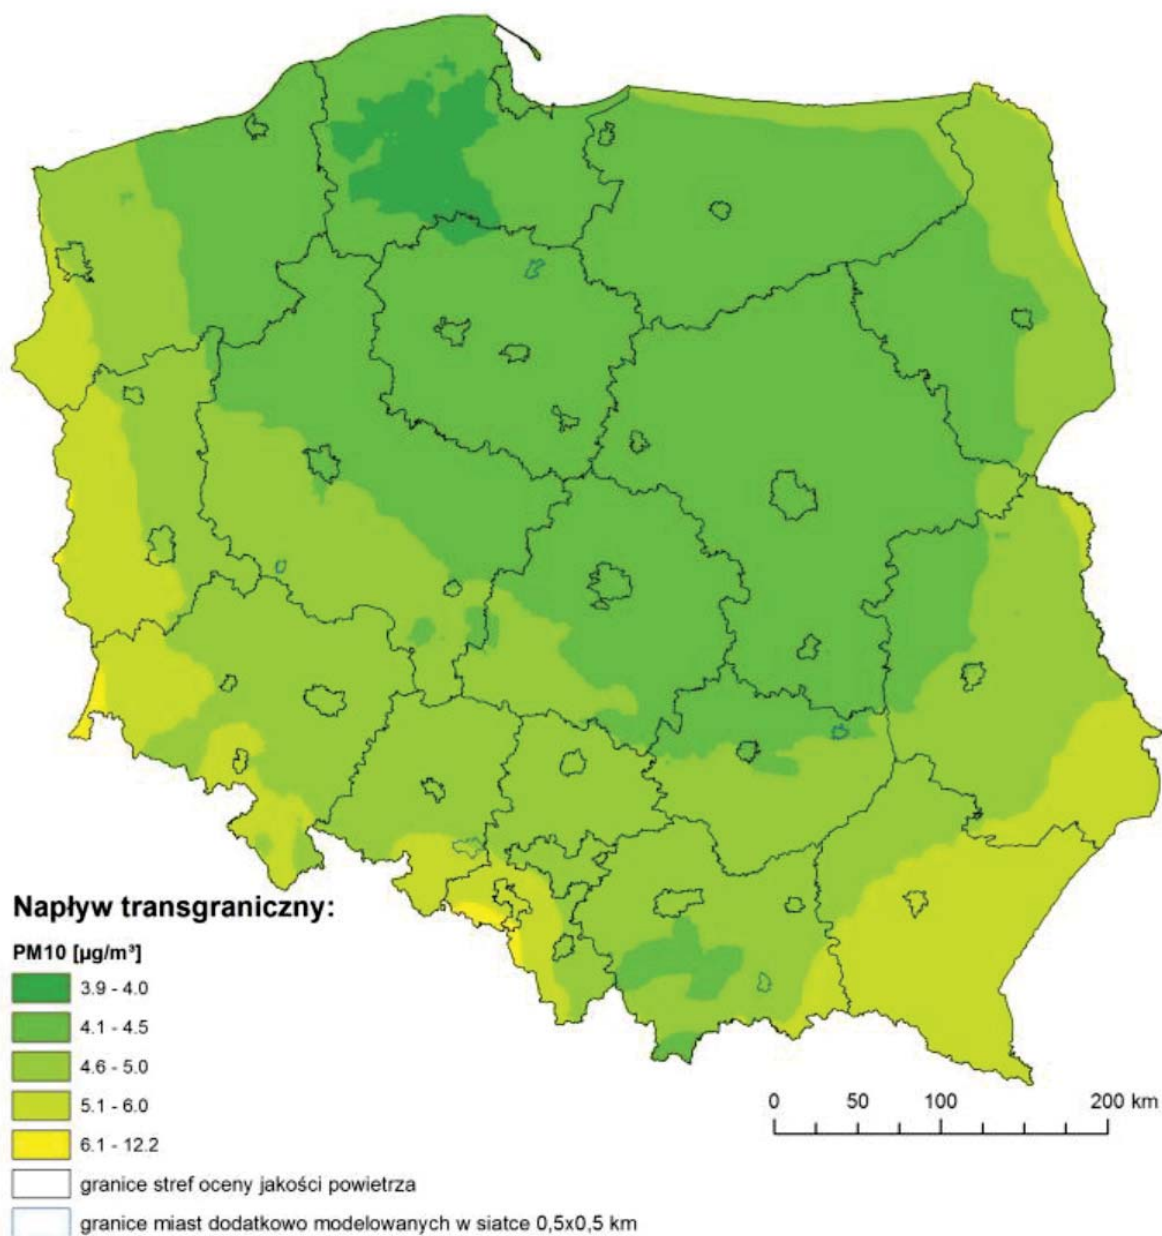 Napływ transgraniczny:
PM10 [µg/m³]
3.9 - 4.0
4.1 - 4.5
4.6 - 5.0
5.1 - 6.0
6.1 - 12.2
granice stref oceny jakości powietrza
granice miast dodatkowo modelowanych w siatce 0,5x0,5 km
0 50 100 200 km